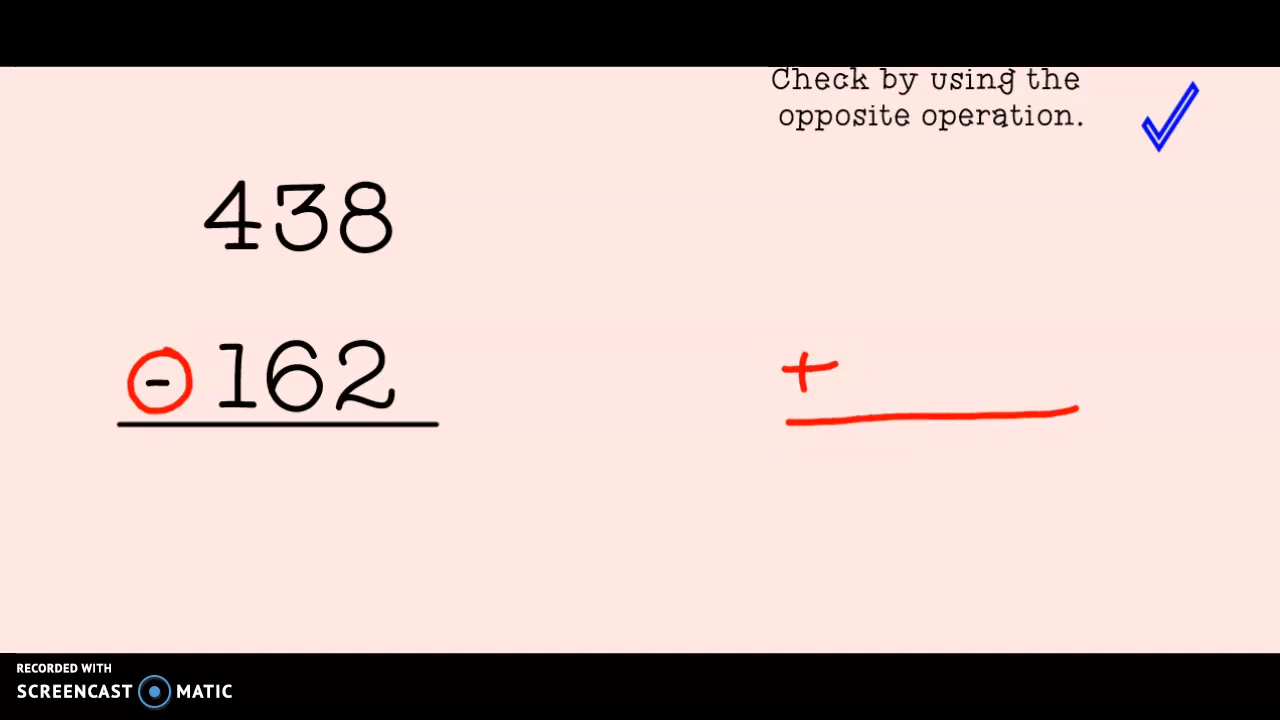 Check by using the
opposite operation.
438
- 162
+
RECORDED WITH
SCREENCAST MATIC